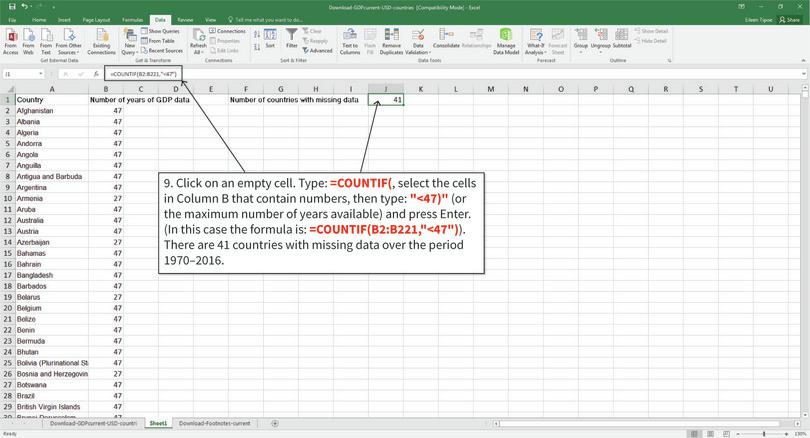 Download-GDPcurrent-USD-countries [Compatibility Mode] - Excel
File Home Insert Page Layout Formulas Data Review View Tell me what you want to do... Eileen Tipoe Share
From Access From Web From Text From Other Sources Existing Connections New Query Show Queries From Table Recent Sources Refresh All Connections Properties Edit Links Sort Filter Clear Reapply Advanced Text to Columns Flash Fill Remove Duplicates Data Validation Consolidate Relationships Manage Data Model What-If Analysis Forecast Sheet Group Ungroup Subtotal Show Detail Hide Detail
Get External Data Get & Transform Connections Sort & Filter Data Tools Forecast Outline
J1 fx =COUNTIF(B2:B221,"<47")
A B C D E F G H I J K L M N O P Q R S T U
1 Country Number of years of GDP data Number of countries with missing data 41
2 Afghanistan 47
3 Albania 47
4 Algeria 47
5 Andorra 47
6 Angola 47
7 Anguilla 47
8 Antigua and Barbuda 47
9 Argentina 47
10 Armenia 27
11 Aruba 47
12 Australia 47
13 Austria 47
14 Azerbaijan 27
15 Bahamas 47
16 Bahrain 47
17 Bangladesh 47
18 Barbados 47
19 Belarus 27
20 Belgium 47
21 Belize 47
22 Benin 47
23 Bermuda 47
24 Bhutan 47
25 Bolivia (Plurinational St 47
26 Bosnia and Herzegovin 27
27 Botswana 47
28 Brazil 47
29 British Virgin Islands 47
9. Click on an empty cell. Type: =COUNTIF(, select the cells
in Column B that contain numbers, then type: "<47)" (or
the maximum number of years available) and press Enter.
(In this case the formula is: =COUNTIF(B2:B221,"<47")).
There are 41 countries with missing data over the period
1970–2016.
Download-GDPcurrent-USD-countri Sheet1 Download-Footnotes-current
Ready 130%